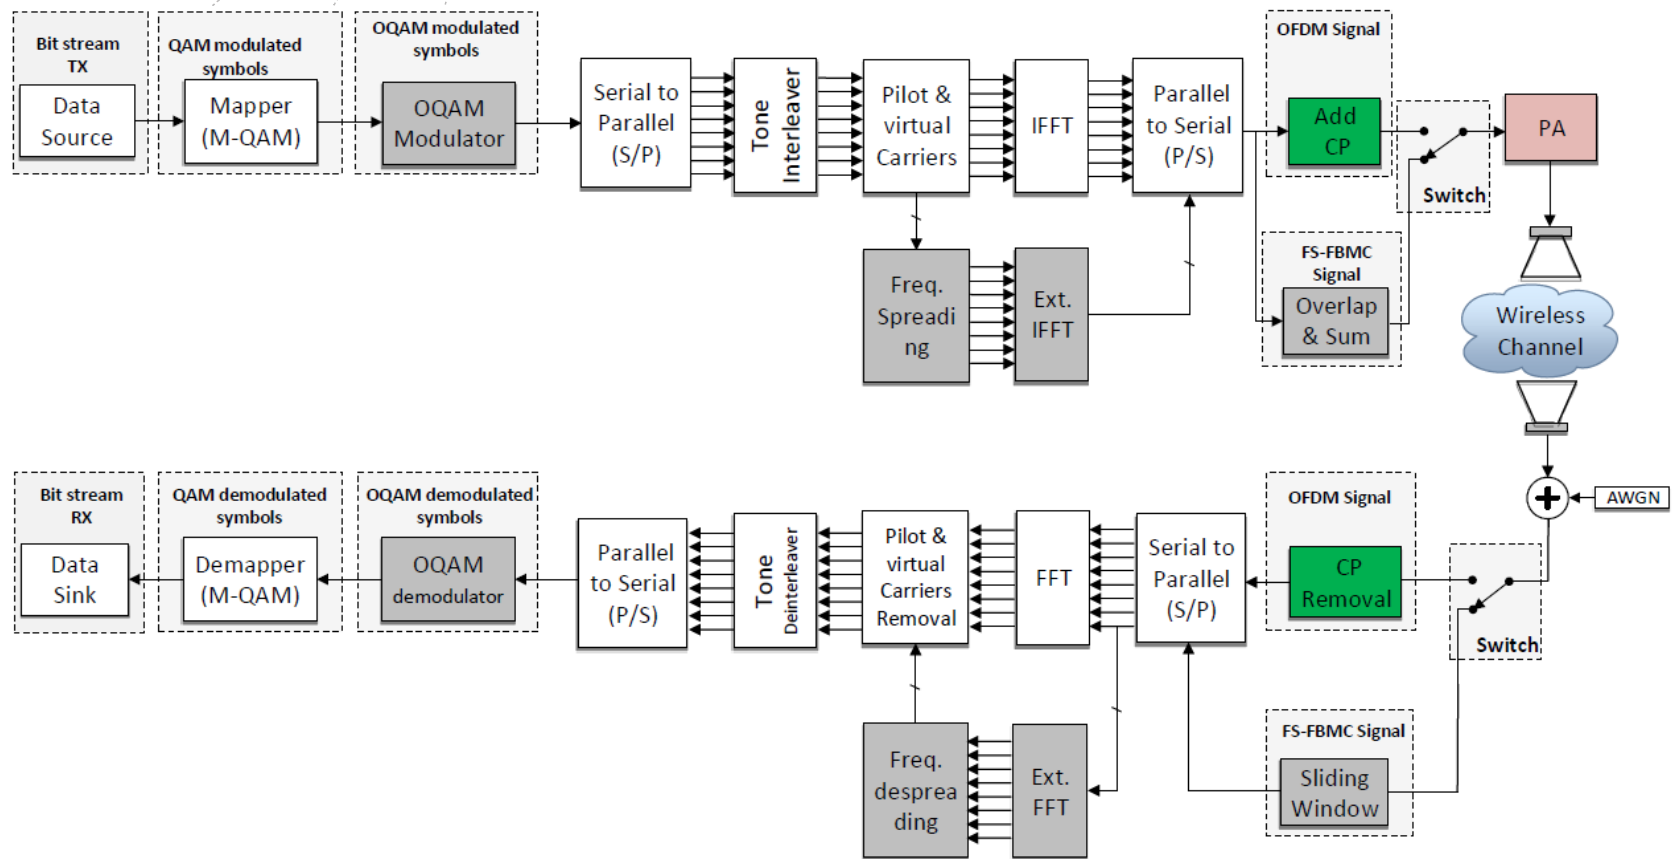 Bit stream
TX
Data
Source
QAM modulated
symbols
Mapper
(M-QAM)
OQAM modulated
symbols
OQAM
Modulator
Serial to
Parallel
(S/P)
Tone
Interleaver
Pilot &
virtual
Carriers
IFFT
Parallel
to Serial
(P/S)
OFDM Signal
Add
CP
Switch
PA
Freq.
Spreadi
ng
Ext.
IFFT
FS-FBMC
Signal
Overlap
& Sum
Wireless
Channel
Bit stream
RX
Data
Sink
QAM demodulated
symbols
Demapper
(M-QAM)
OQAM demodulated
symbols
OQAM
demodulator
Parallel
to Serial
(P/S)
Tone
Deinterleaver
Pilot &
virtual
Carriers
Removal
FFT
Serial to
Parallel
(S/P)
OFDM Signal
CP
Removal
Switch
AWGN
Freq.
desprea
ding
Ext.
FFT
FS-FBMC Signal
Sliding
Window